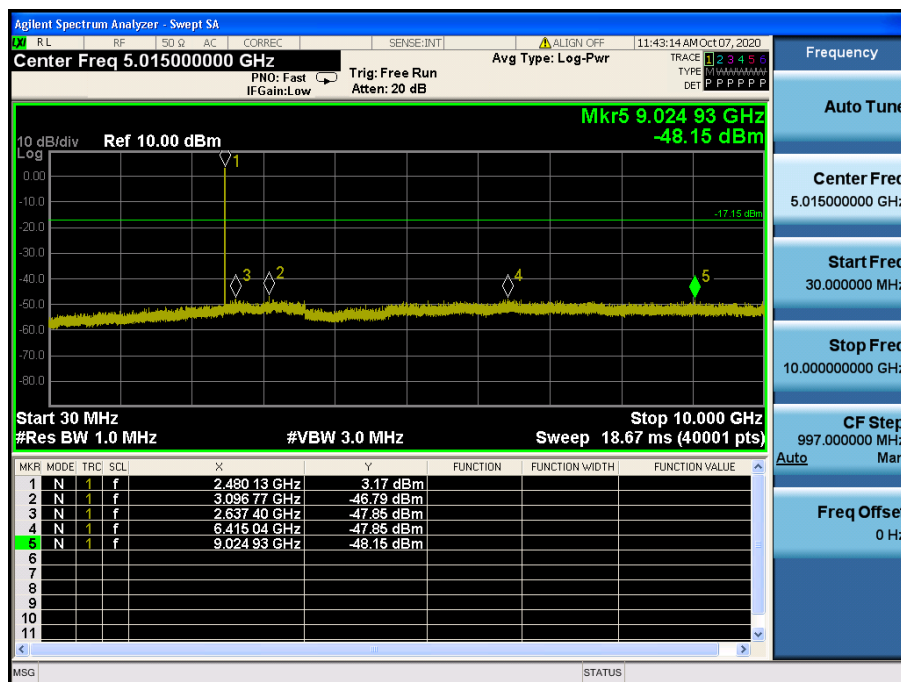 Agilent Spectrum Analyzer - Swept SA
LXI RL RF 50 Ω AC CORREC SENSE:INT ALIGN OFF 11:43:14 AM Oct 07, 2020
Center Freq 5.015000000 GHz
PNO: Fast
IFGain:Low
Trig: Free Run
Atten: 20 dB
Avg Type: Log-Pwr
TRACE 1 2 3 4 5 6
TYPE M W W W W W
DET P P P P P P
Mkr5 9.024 93 GHz
-48.15 dBm
10 dB/div Ref 10.00 dBm
Log
1
0.00
-10.0
-17.15 dBm
-20.0
-30.0
-40.0
3 2 4 5
-50.0
-60.0
-70.0
-80.0
Start 30 MHz Stop 10.000 GHz
#Res BW 1.0 MHz #VBW 3.0 MHz Sweep 18.67 ms (40001 pts)
MKR MODE TRC SCL X Y FUNCTION FUNCTION WIDTH FUNCTION VALUE
1 N 1 f 2.480 13 GHz 3.17 dBm
2 N 1 f 3.096 77 GHz -46.79 dBm
3 N 1 f 2.637 40 GHz -47.85 dBm
4 N 1 f 6.415 04 GHz -47.85 dBm
5 N 1 f 9.024 93 GHz -48.15 dBm
6
7
8
9
10
11
MSG STATUS
Frequency
Auto Tune
Center Freq
5.015000000 GHz
Start Freq
30.000000 MHz
Stop Freq
10.000000000 GHz
CF Step
997.000000 MHz
Auto Man
Freq Offset
0 Hz